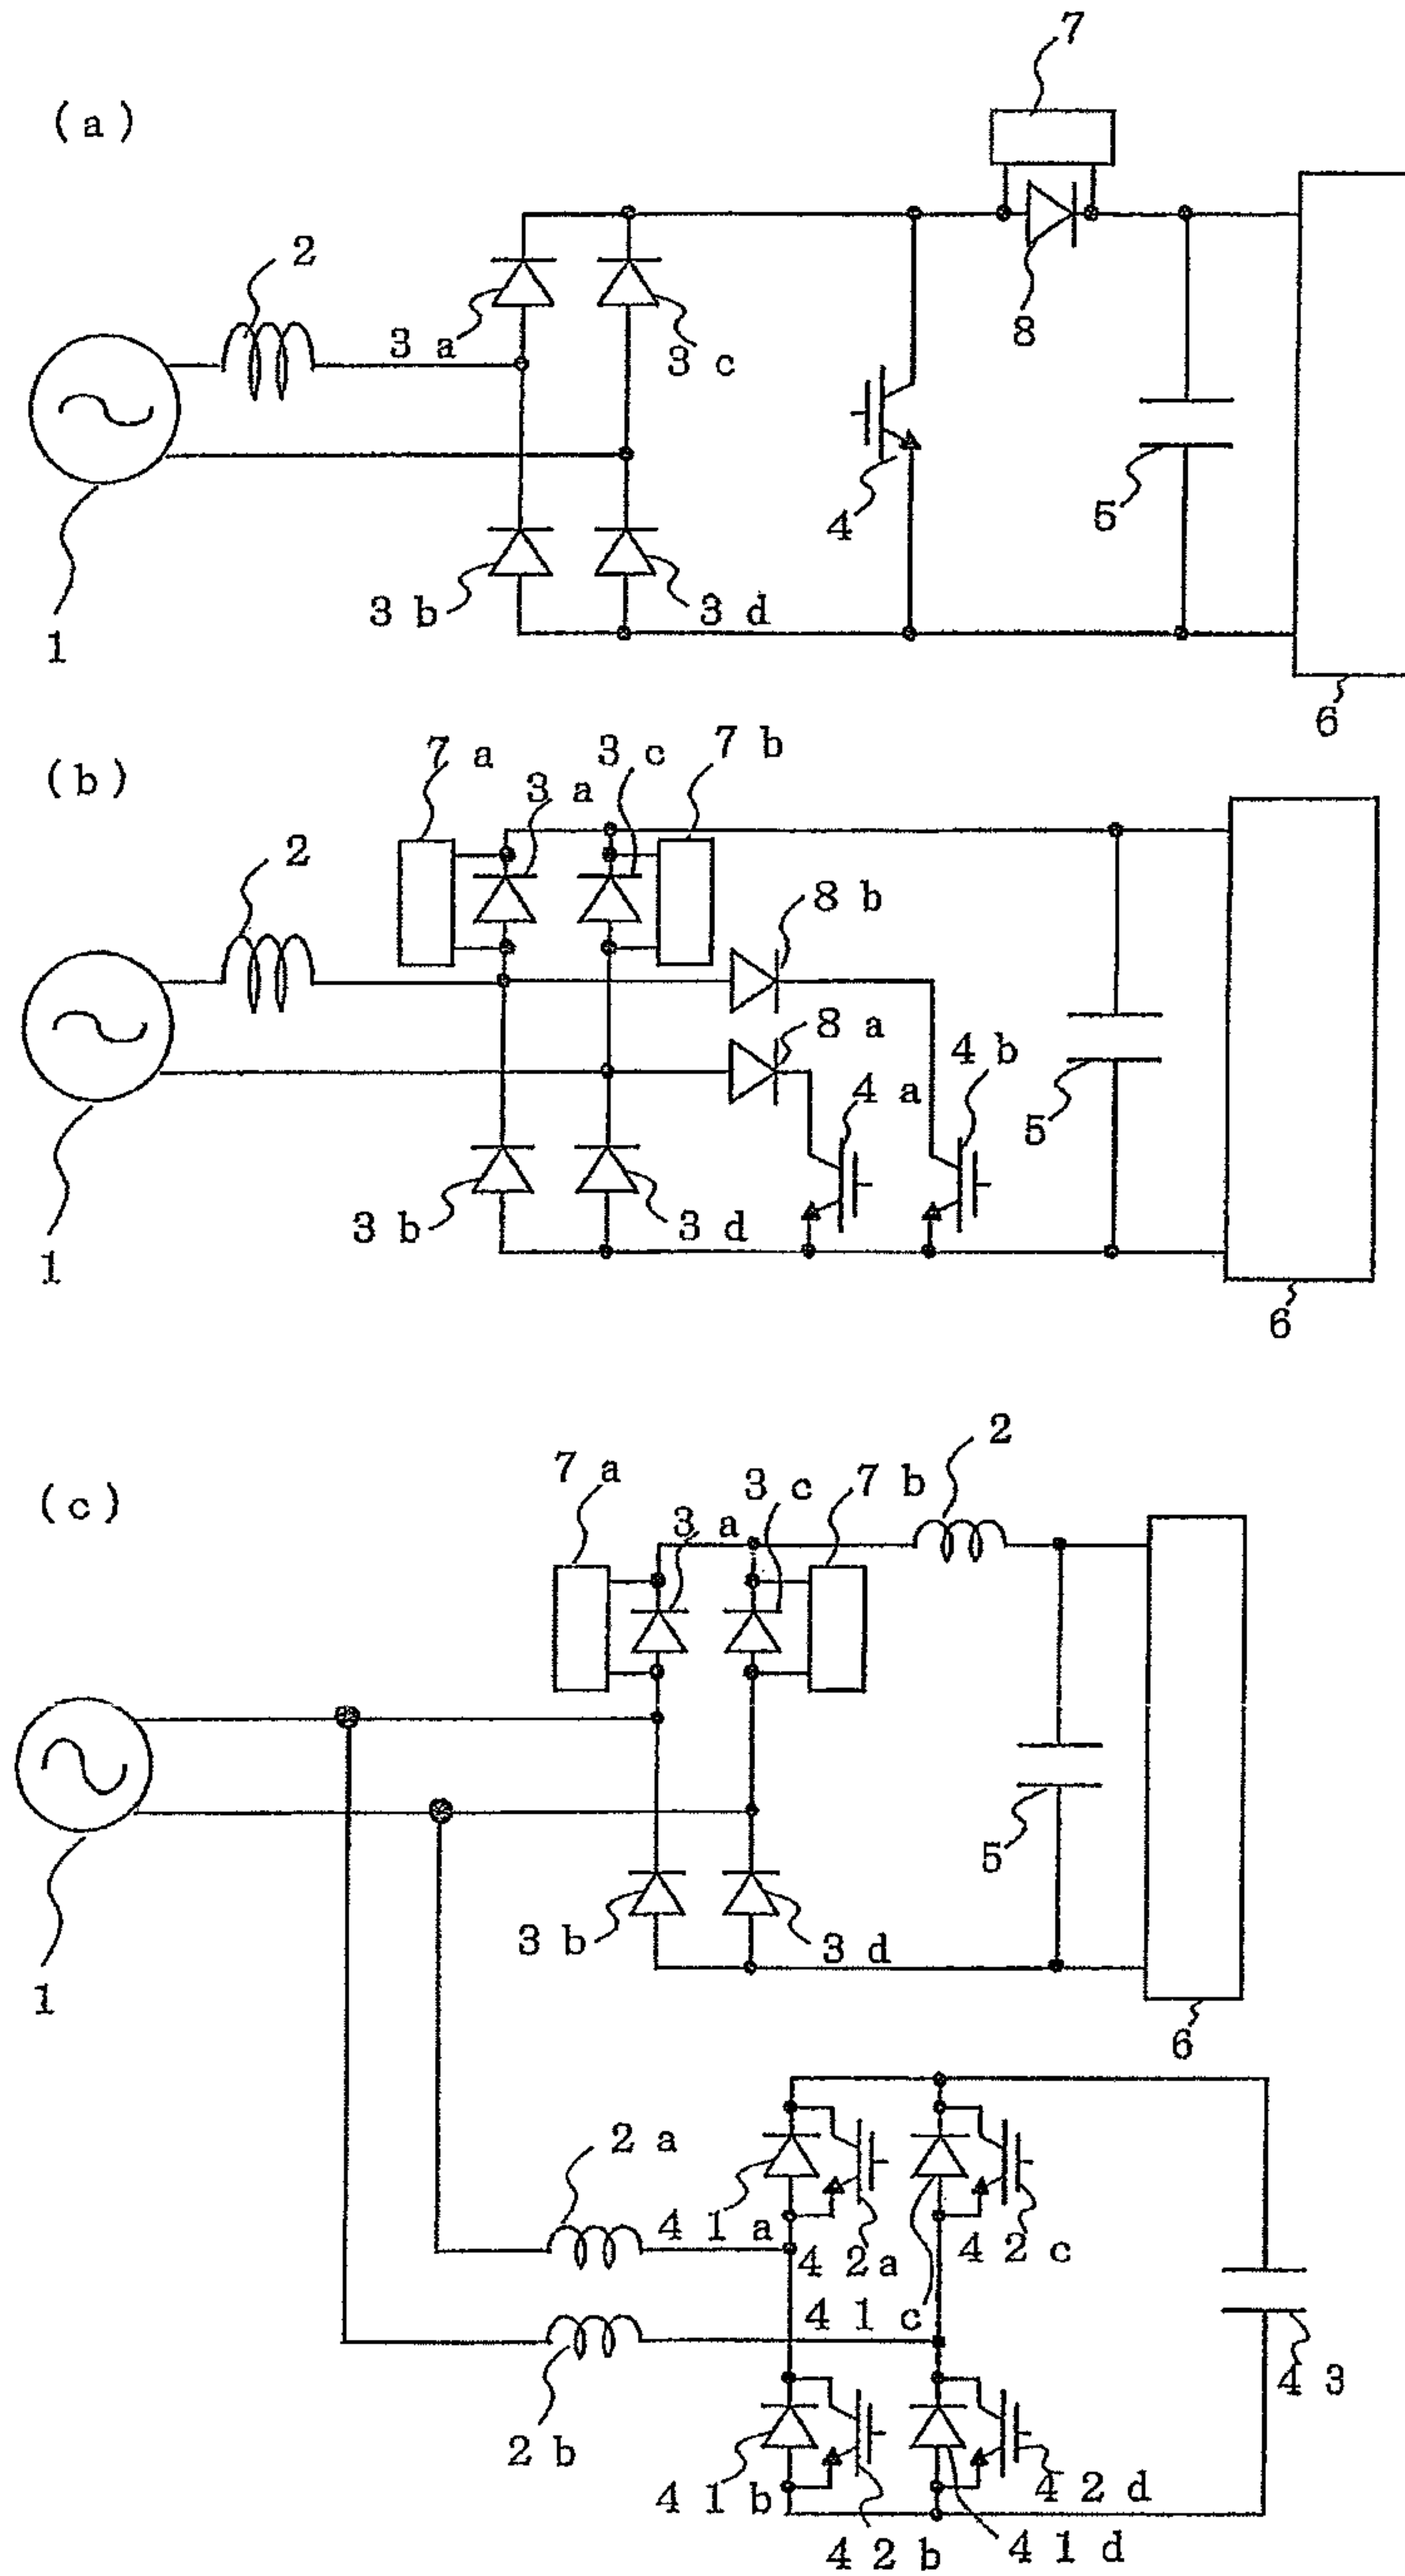 7
(a)
2
3 a
3 c
8
4
5
3 b
3 d
1
6
(b)
7 a
3 c
7 b
3 a
2
8 b
8 a
4 b
4 a
5
3 b
3 d
1
6
2
(c)
7 a
3 c
7 b
3 a
5
3 b
3 d
1
6
2 a
4 1 a
4 2 a
4 2 c
4 1 c
4 3
2 b
4 1 b
4 2 d
4 2 b
4 1 d